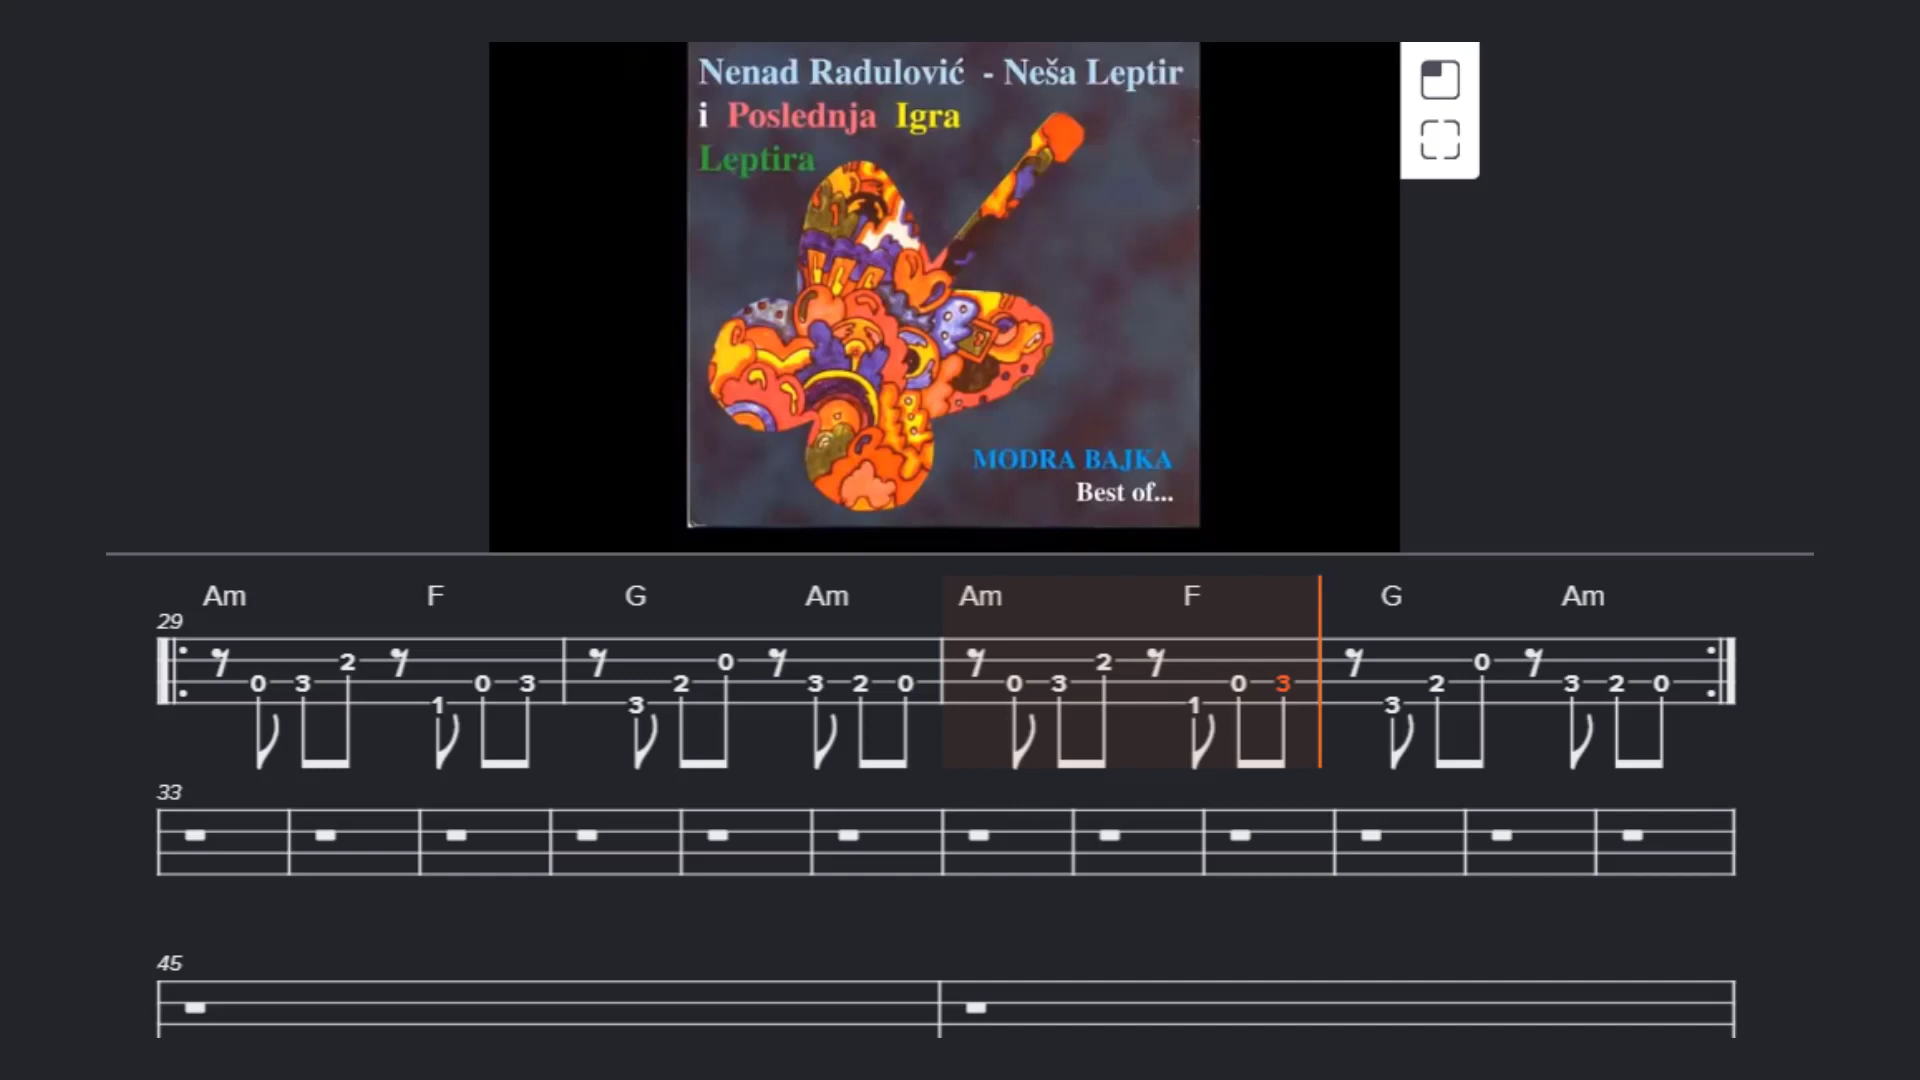 Nenad Radulović - Neša Leptir
i Poslednja Igra
Leptira
MODRA BAJKA
Best of...
Am F G Am Am F G Am
29
2 0 2 0
0 3 0 3 2 3 2 0 0 3 0 3 2 3 2 0
1 3 1 3
33
45